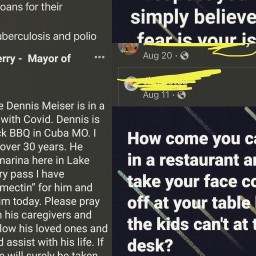 oans for their
uberculosis and polio
erry - Mayor of
e Dennis Meiser is in a
with Covid. Dennis is
k BBQ in Cuba MO. I
over 30 years. He
marina here in Lake
ry pass I have
mectin" for him and
im today. Please pray
n his caregivers and
Now his loved ones and
d assist with his life. If
simply believe
fear is your is
Aug 20
Aug 11
How come you ca
in a restaurant a
take your face co
off at your table
the kids can't at t
desk?